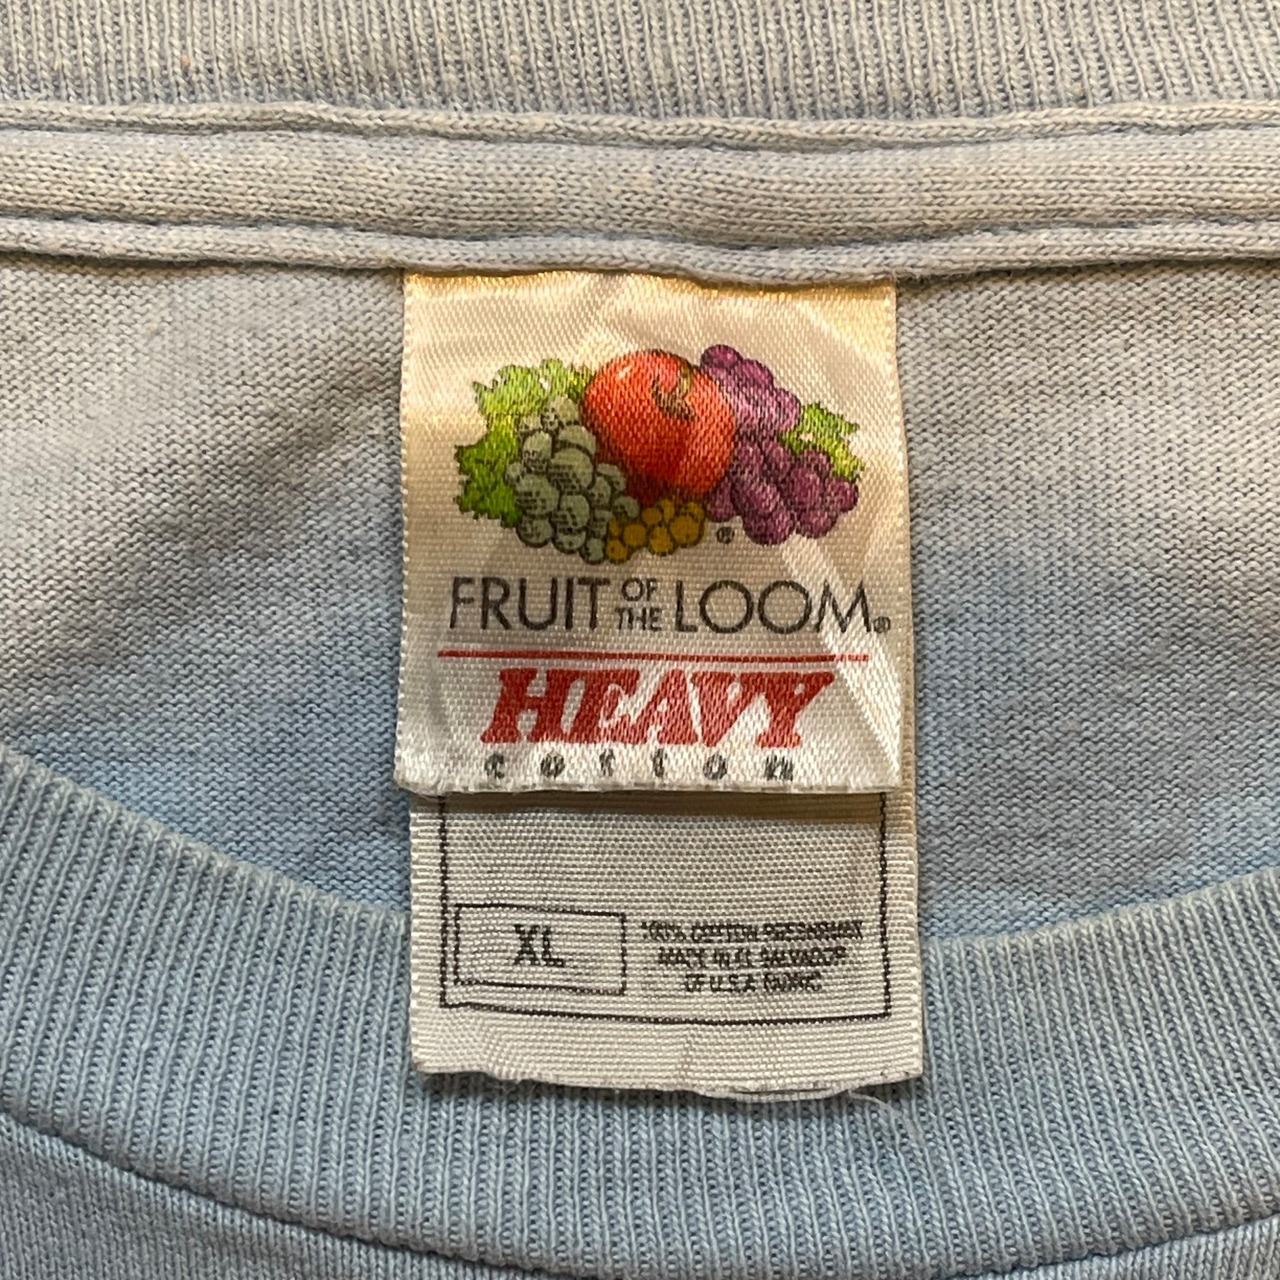 FRUIT OF THE LOOM®
HEAVY
cotton
XL
100% COTTON PRESHRUNK
MADE IN EL SALVADOR
OF U.S.A. FABRIC